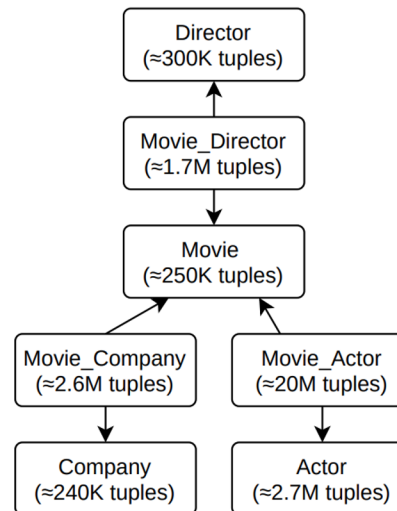 Director
(≈300K tuples)
Movie_Director
(≈1.7M tuples)
Movie
(≈250K tuples)
Movie_Company
(≈2.6M tuples)
Movie_Actor
(≈20M tuples)
Company
(≈240K tuples)
Actor
(≈2.7M tuples)